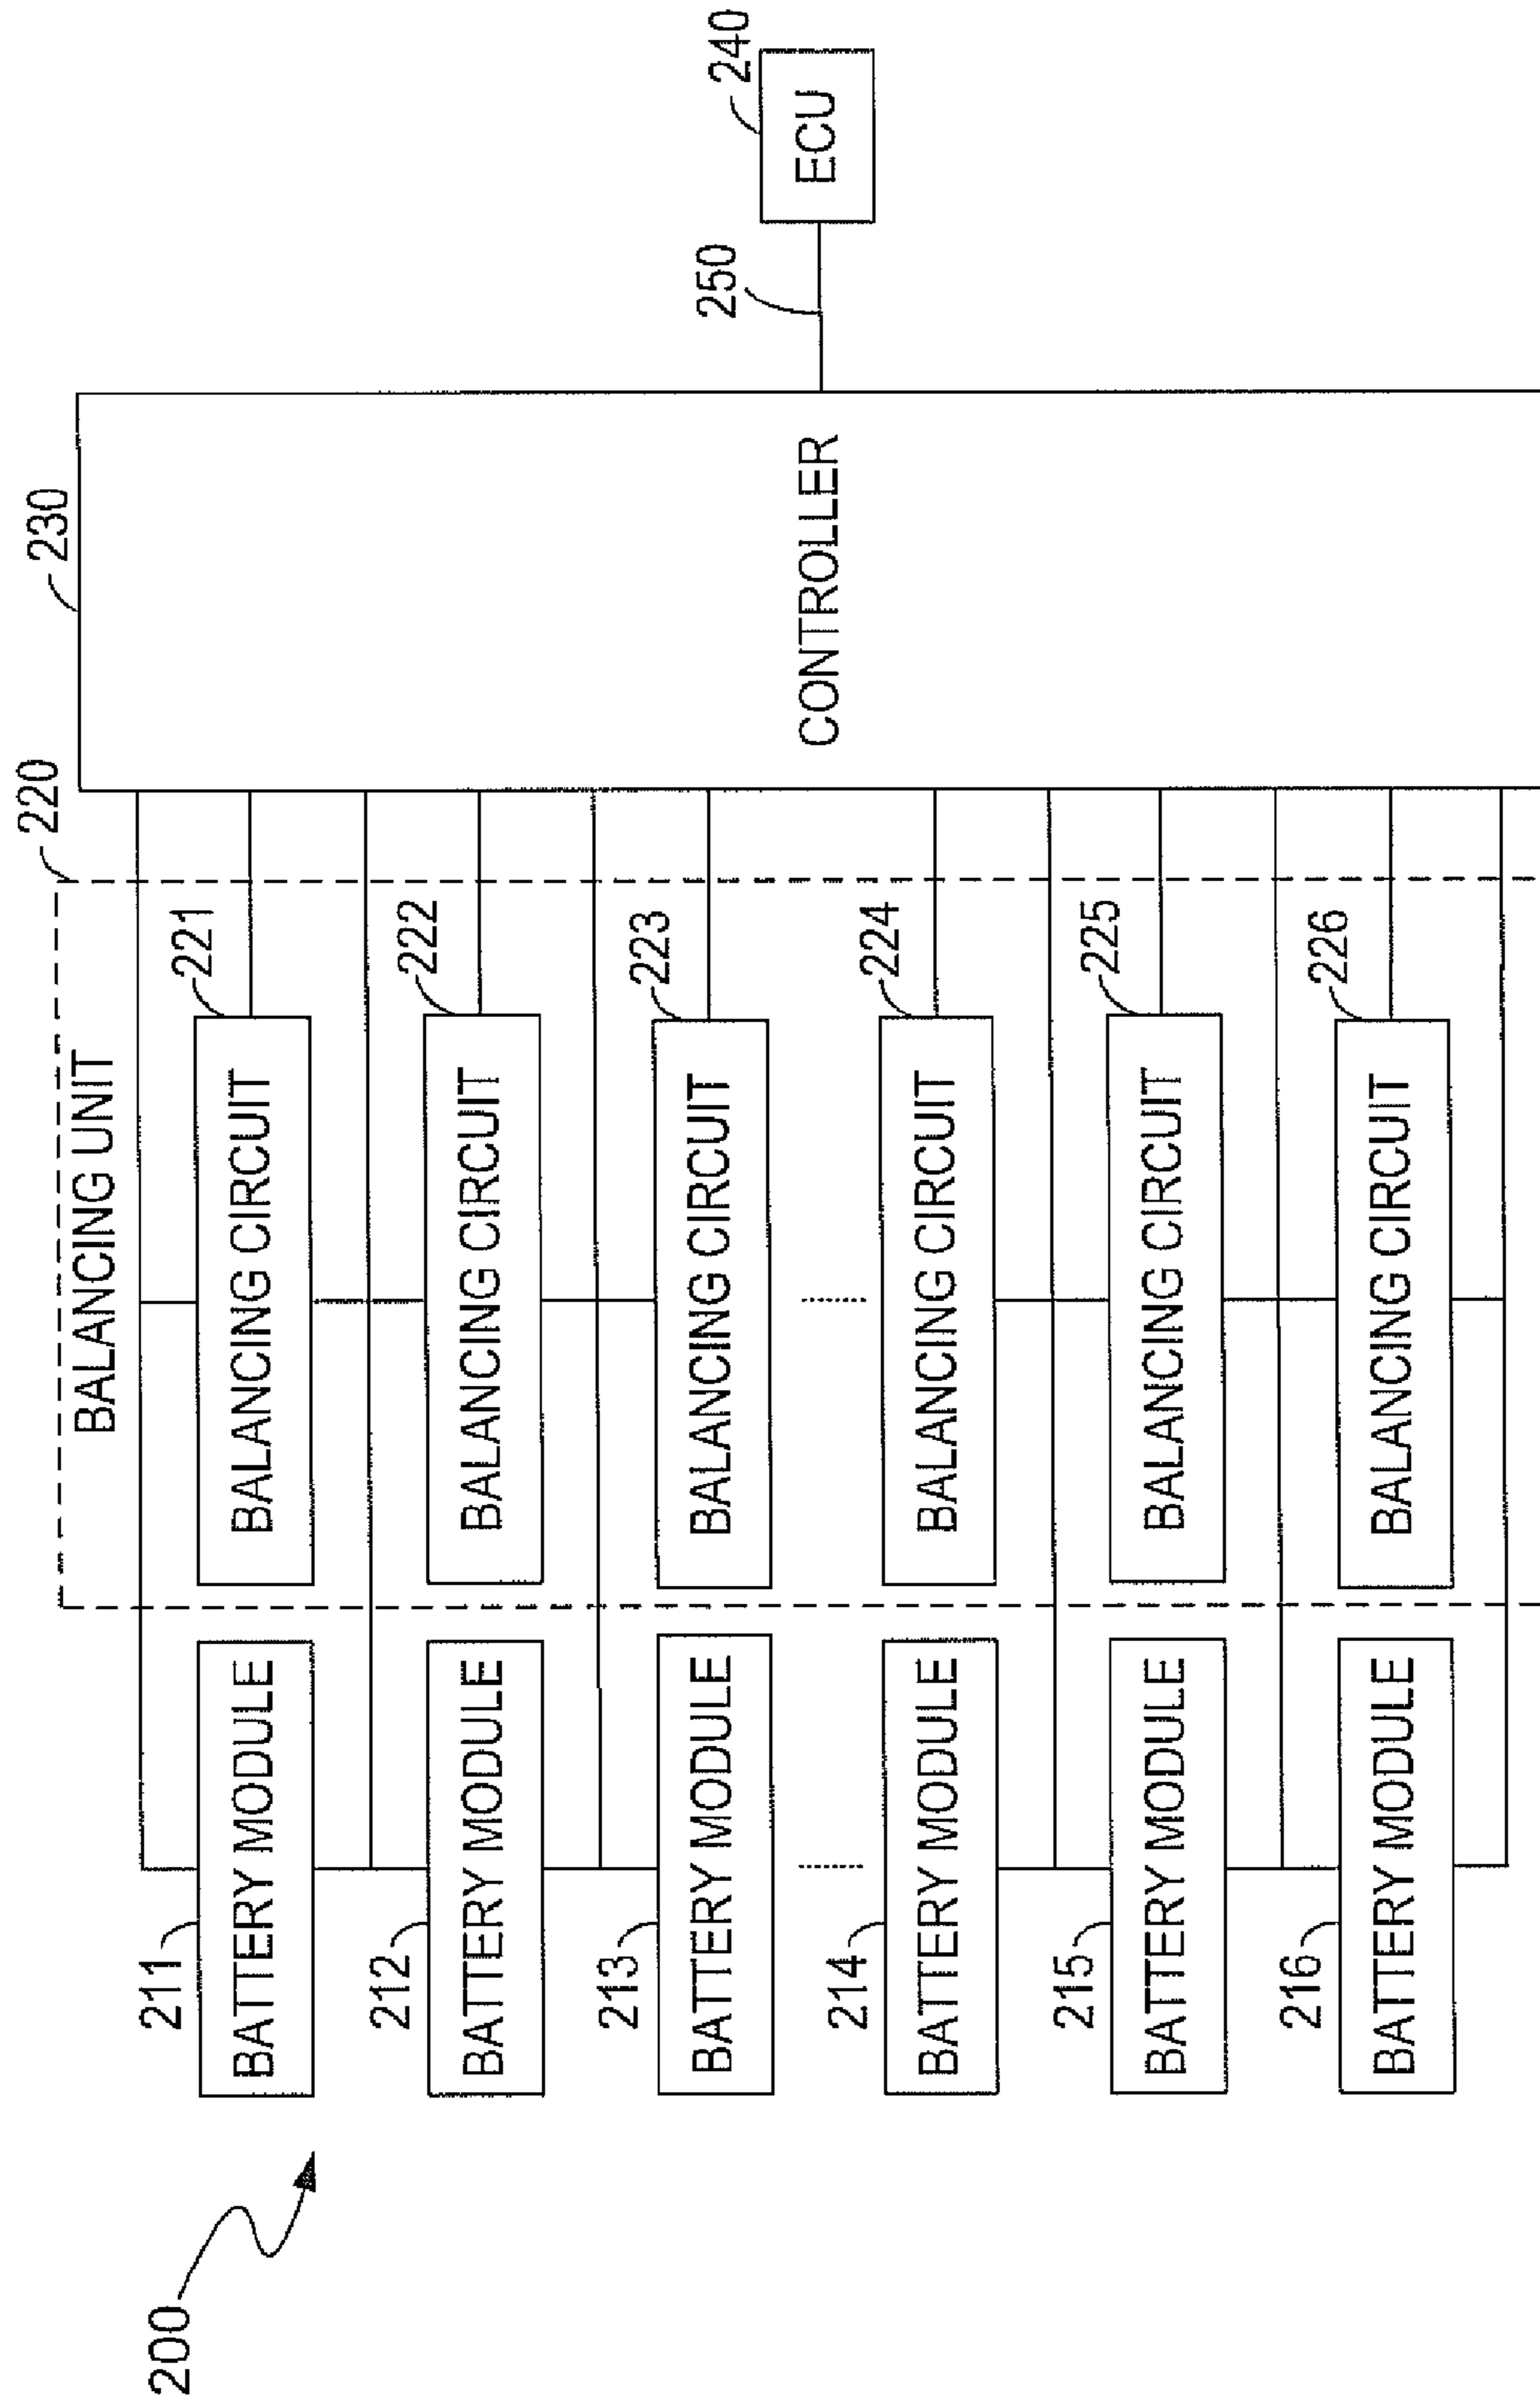 200
211
BATTERY MODULE
212
BATTERY MODULE
213
BATTERY MODULE
214
BATTERY MODULE
215
BATTERY MODULE
216
BATTERY MODULE
220
BALANCING UNIT
221
BALANCING CIRCUIT
222
BALANCING CIRCUIT
223
BALANCING CIRCUIT
224
BALANCING CIRCUIT
225
BALANCING CIRCUIT
226
BALANCING CIRCUIT
230
CONTROLLER
250
240
ECU